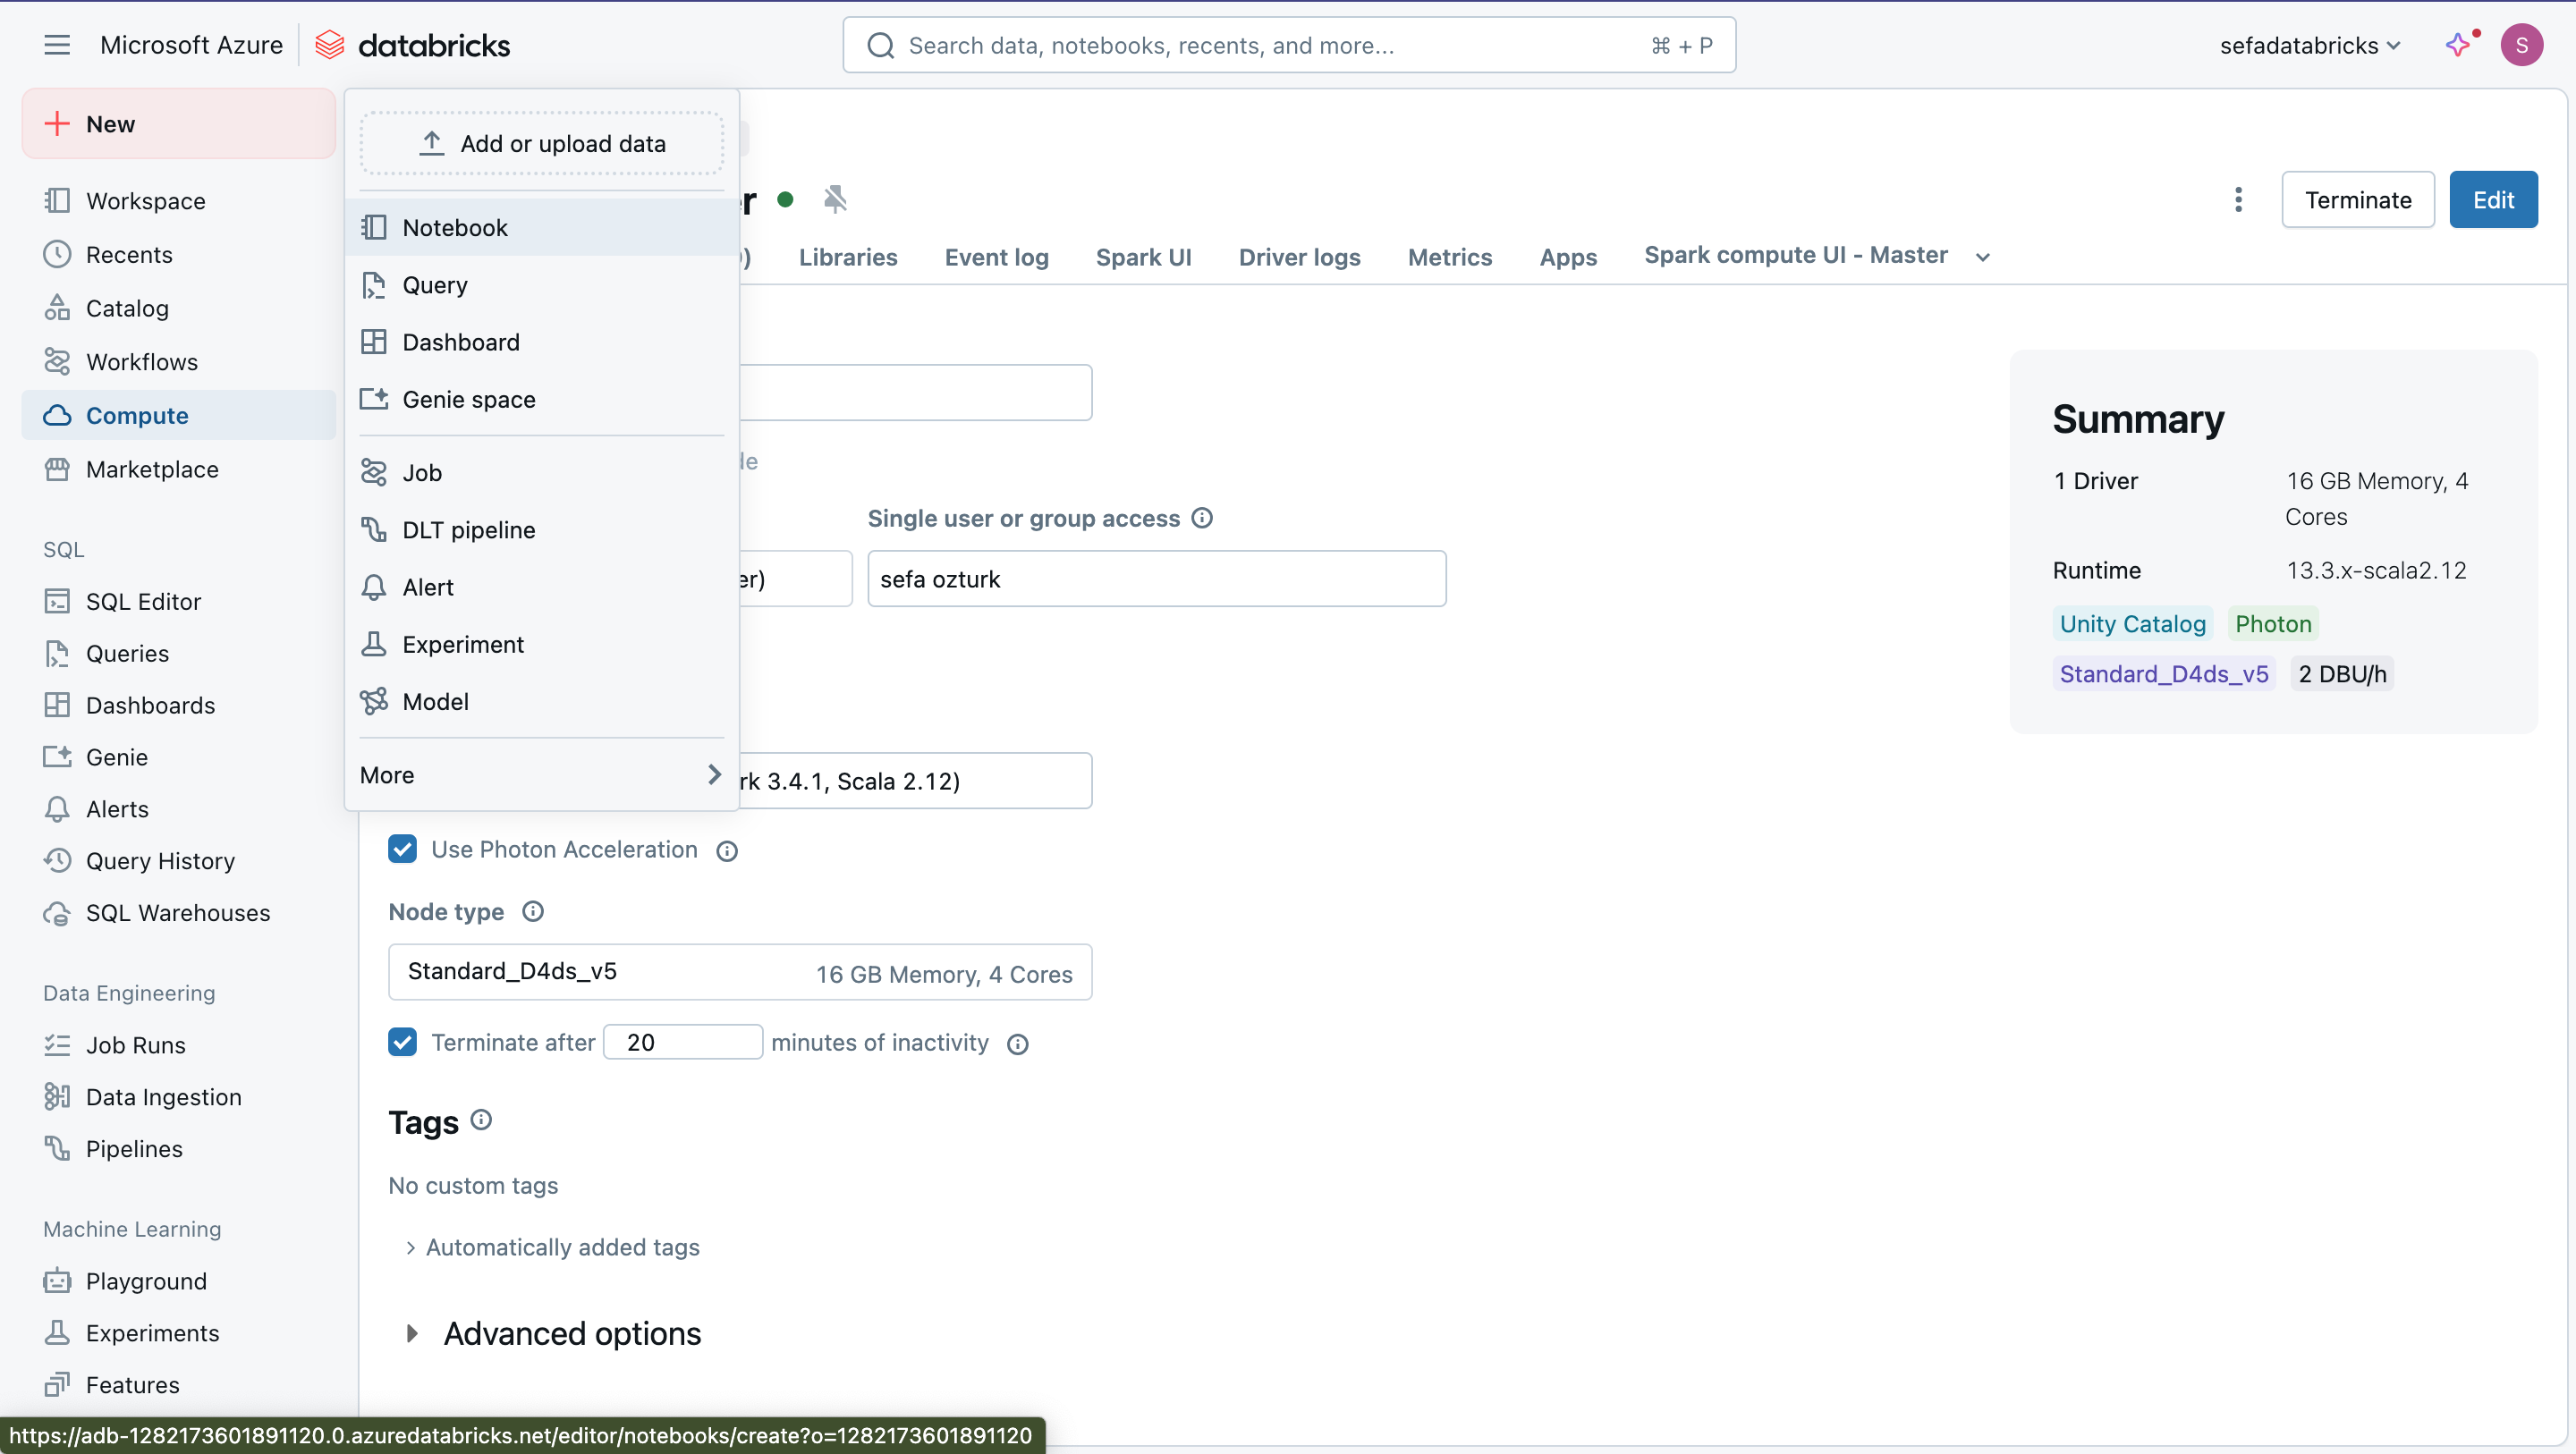 Microsoft Azure databricks
Search data, notebooks, recents, and more... ⌘ + P
sefadatabricks
S
New
Workspace
Recents
Catalog
Workflows
Compute
Marketplace
SQL
SQL Editor
Queries
Dashboards
Genie
Alerts
Query History
SQL Warehouses
Data Engineering
Job Runs
Data Ingestion
Pipelines
Machine Learning
Playground
Experiments
Features
Add or upload data
Notebook
Query
Dashboard
Genie space
Job
DLT pipeline
Alert
Experiment
Model
More
Terminate Edit
Libraries Event log Spark UI Driver logs Metrics Apps Spark compute UI - Master
Single user or group access
sefa ozturk
3.4.1, Scala 2.12)
Use Photon Acceleration
Node type
Standard_D4ds_v5 16 GB Memory, 4 Cores
Terminate after 20 minutes of inactivity
Tags
No custom tags
Automatically added tags
Advanced options
Summary
1 Driver 16 GB Memory, 4
Cores
Runtime 13.3.x-scala2.12
Unity Catalog Photon
Standard_D4ds_v5 2 DBU/h
https://adb-1282173601891120.0.azuredatabricks.net/editor/notebooks/create?o=1282173601891120